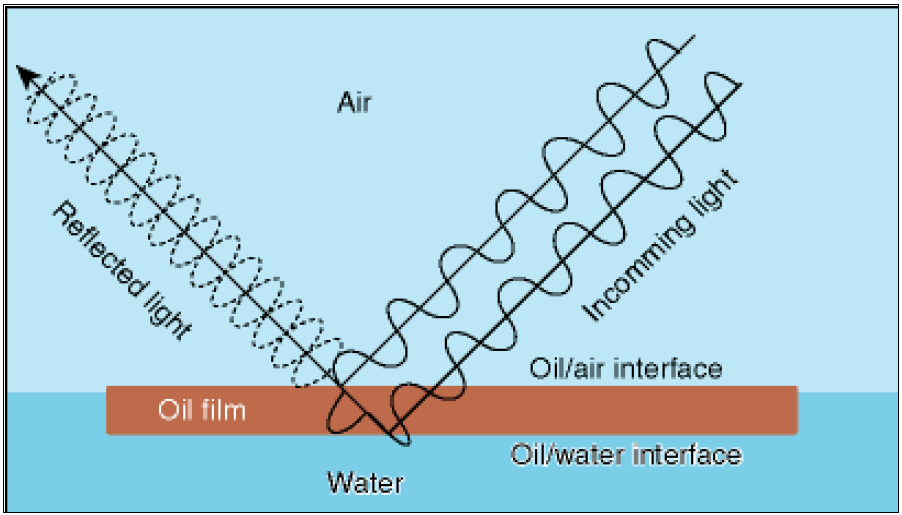 Air
Reflected light
Incomming light
Oil/air interface
Oil film
Oil/water interface
Water